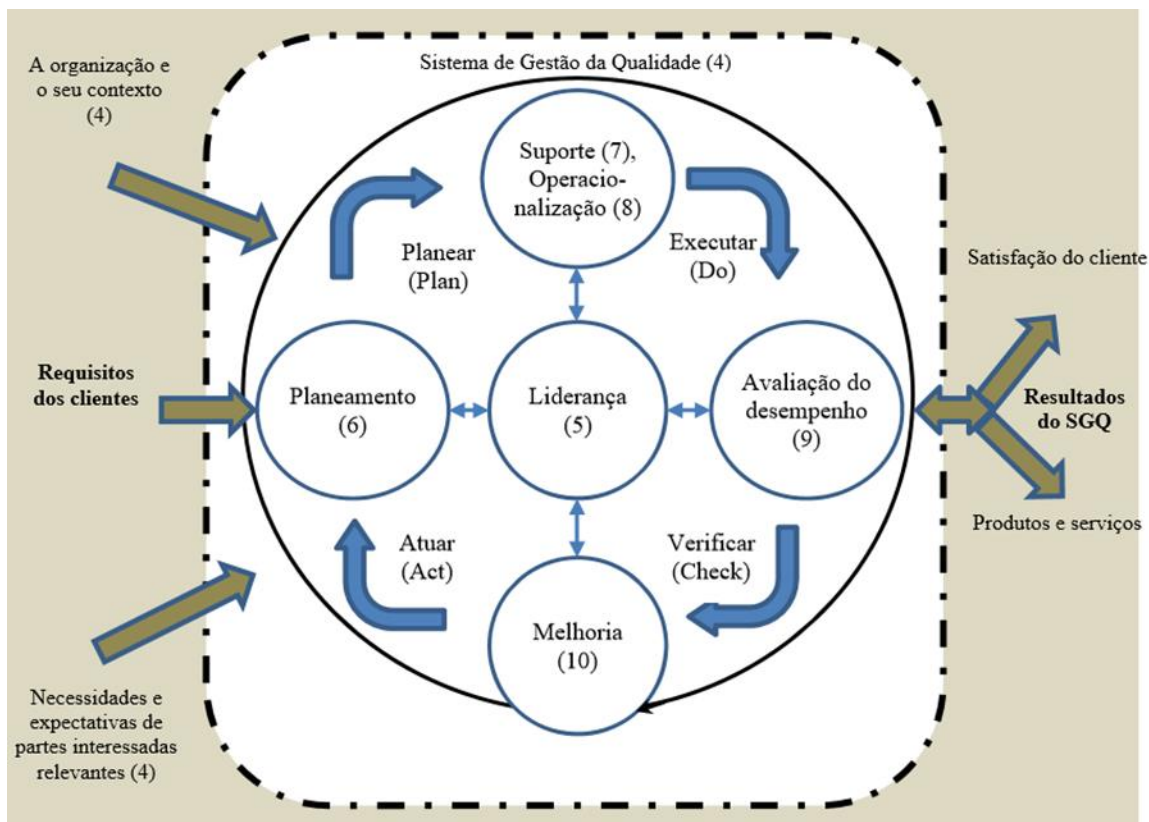 Sistema de Gestão da Qualidade (4)
A organização e
o seu contexto
(4)
Suporte (7),
Operacio-
nalização (8)
Planear
(Plan)
Executar
(Do)
Satisfação do cliente
Requisitos
dos clientes
Planeamento
(6)
Liderança
(5)
Avaliação do
desempenho
(9)
Resultados
do SGQ
Produtos e serviços
Atuar
(Act)
Verificar
(Check)
Melhoria
(10)
Necessidades e
expectativas de
partes interessadas
relevantes (4)